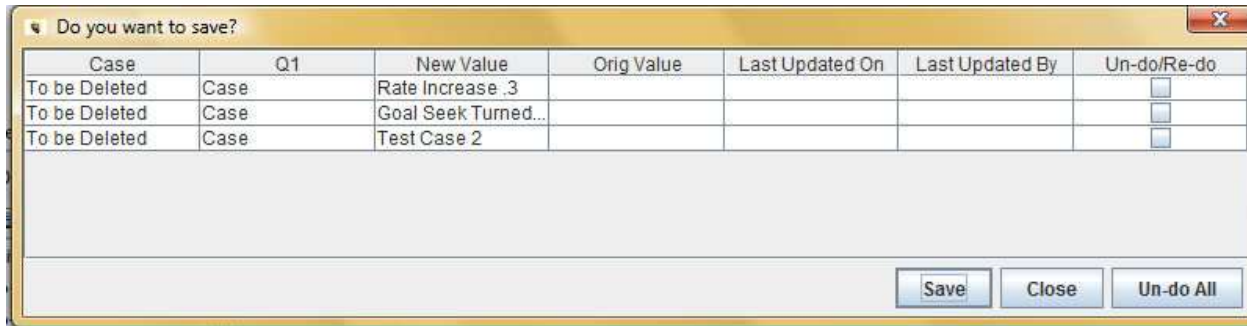 Do you want to save?
Case Q1 New Value Orig Value Last Updated On Last Updated By Un-do/Re-do
To be Deleted Case Rate Increase .3
To be Deleted Case Goal Seek Turned...
To be Deleted Case Test Case 2
Save Close Un-do All